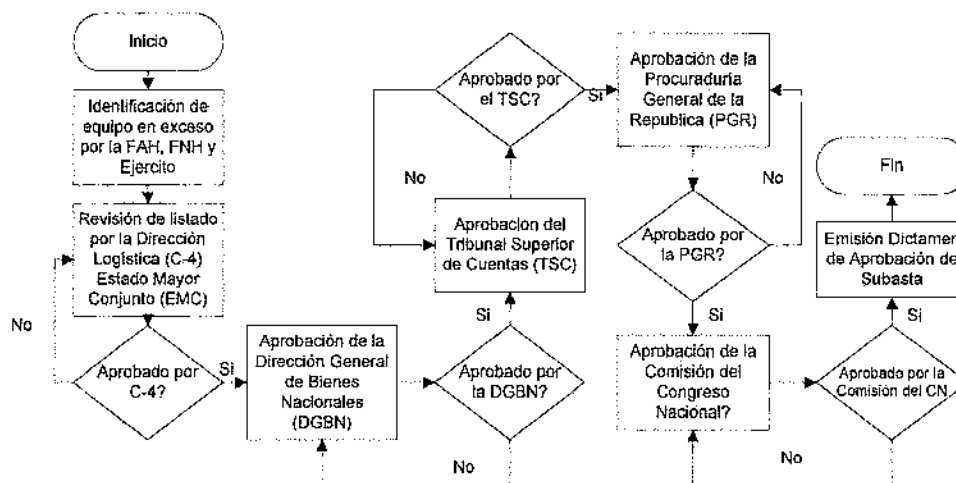 Inicio
Identificación de
equipo en exceso
por la FAH, FNH y
Ejercito
Revisión de listado
por la Dirección
Logística (C-4)
Estado Mayor
Conjunto (EMC)
No
Aprobado por
C-4?
Si
Aprobación de la
Dirección General
de Bienes
Nacionales
(DGBN)
Aprobado por
la DGBN?
No
Si
Aprobacion del
Tribunal Superior
de Cuentas (TSC)
No
Aprobado por
el TSC?
Si
Aprobación de la
Procuraduría
General de la
Republica (PGR)
No
Aprobado por
la PGR?
Si
Aprobación de la
Comisión del
Congreso
Nacional?
Aprobado por la
Comisión del CN
No
Si
Emisión Dictamen
de Aprobación de
Subasta
Fin